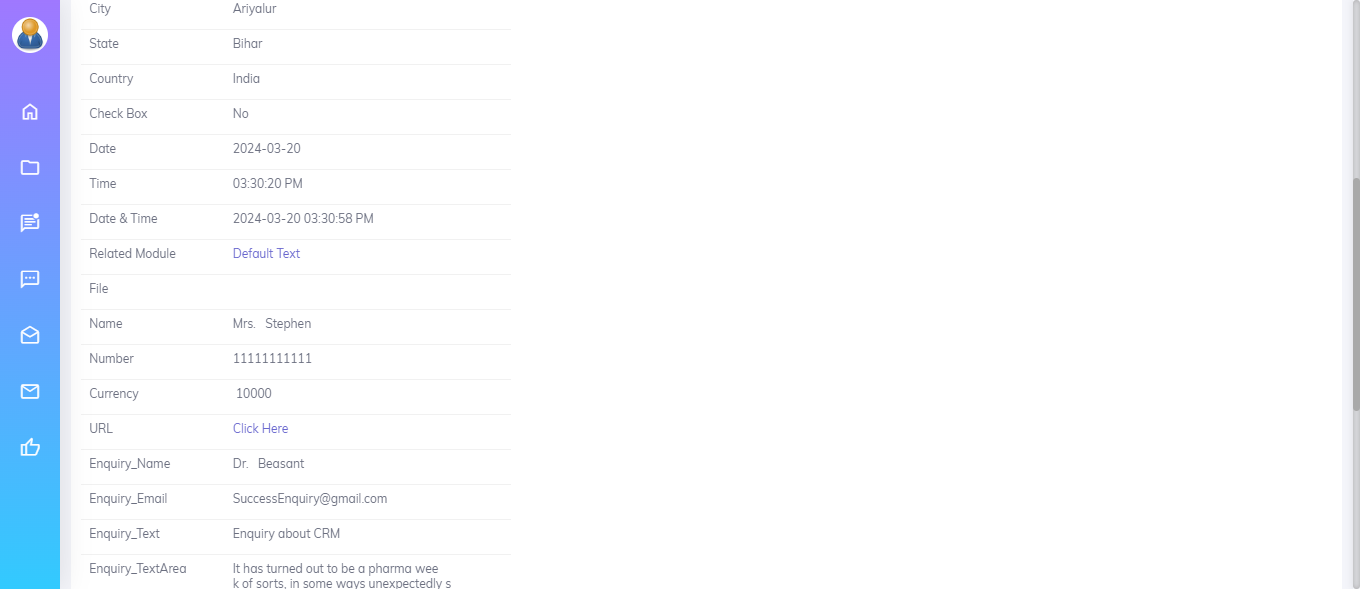 City Ariyalur
State Bihar
Country India
Check Box No
Date 2024-03-20
Time 03:30:20 PM
Date & Time 2024-03-20 03:30:58 PM
Related Module Default Text
File
Name Mrs. Stephen
Number 11111111111
Currency 10000
URL Click Here
Enquiry_Name Dr. Beasant
Enquiry_Email SuccessEnquiry@gmail.com
Enquiry_Text Enquiry about CRM
Enquiry_TextArea It has turned out to be a pharma wee
k of sorts, in some ways unexpectedly s